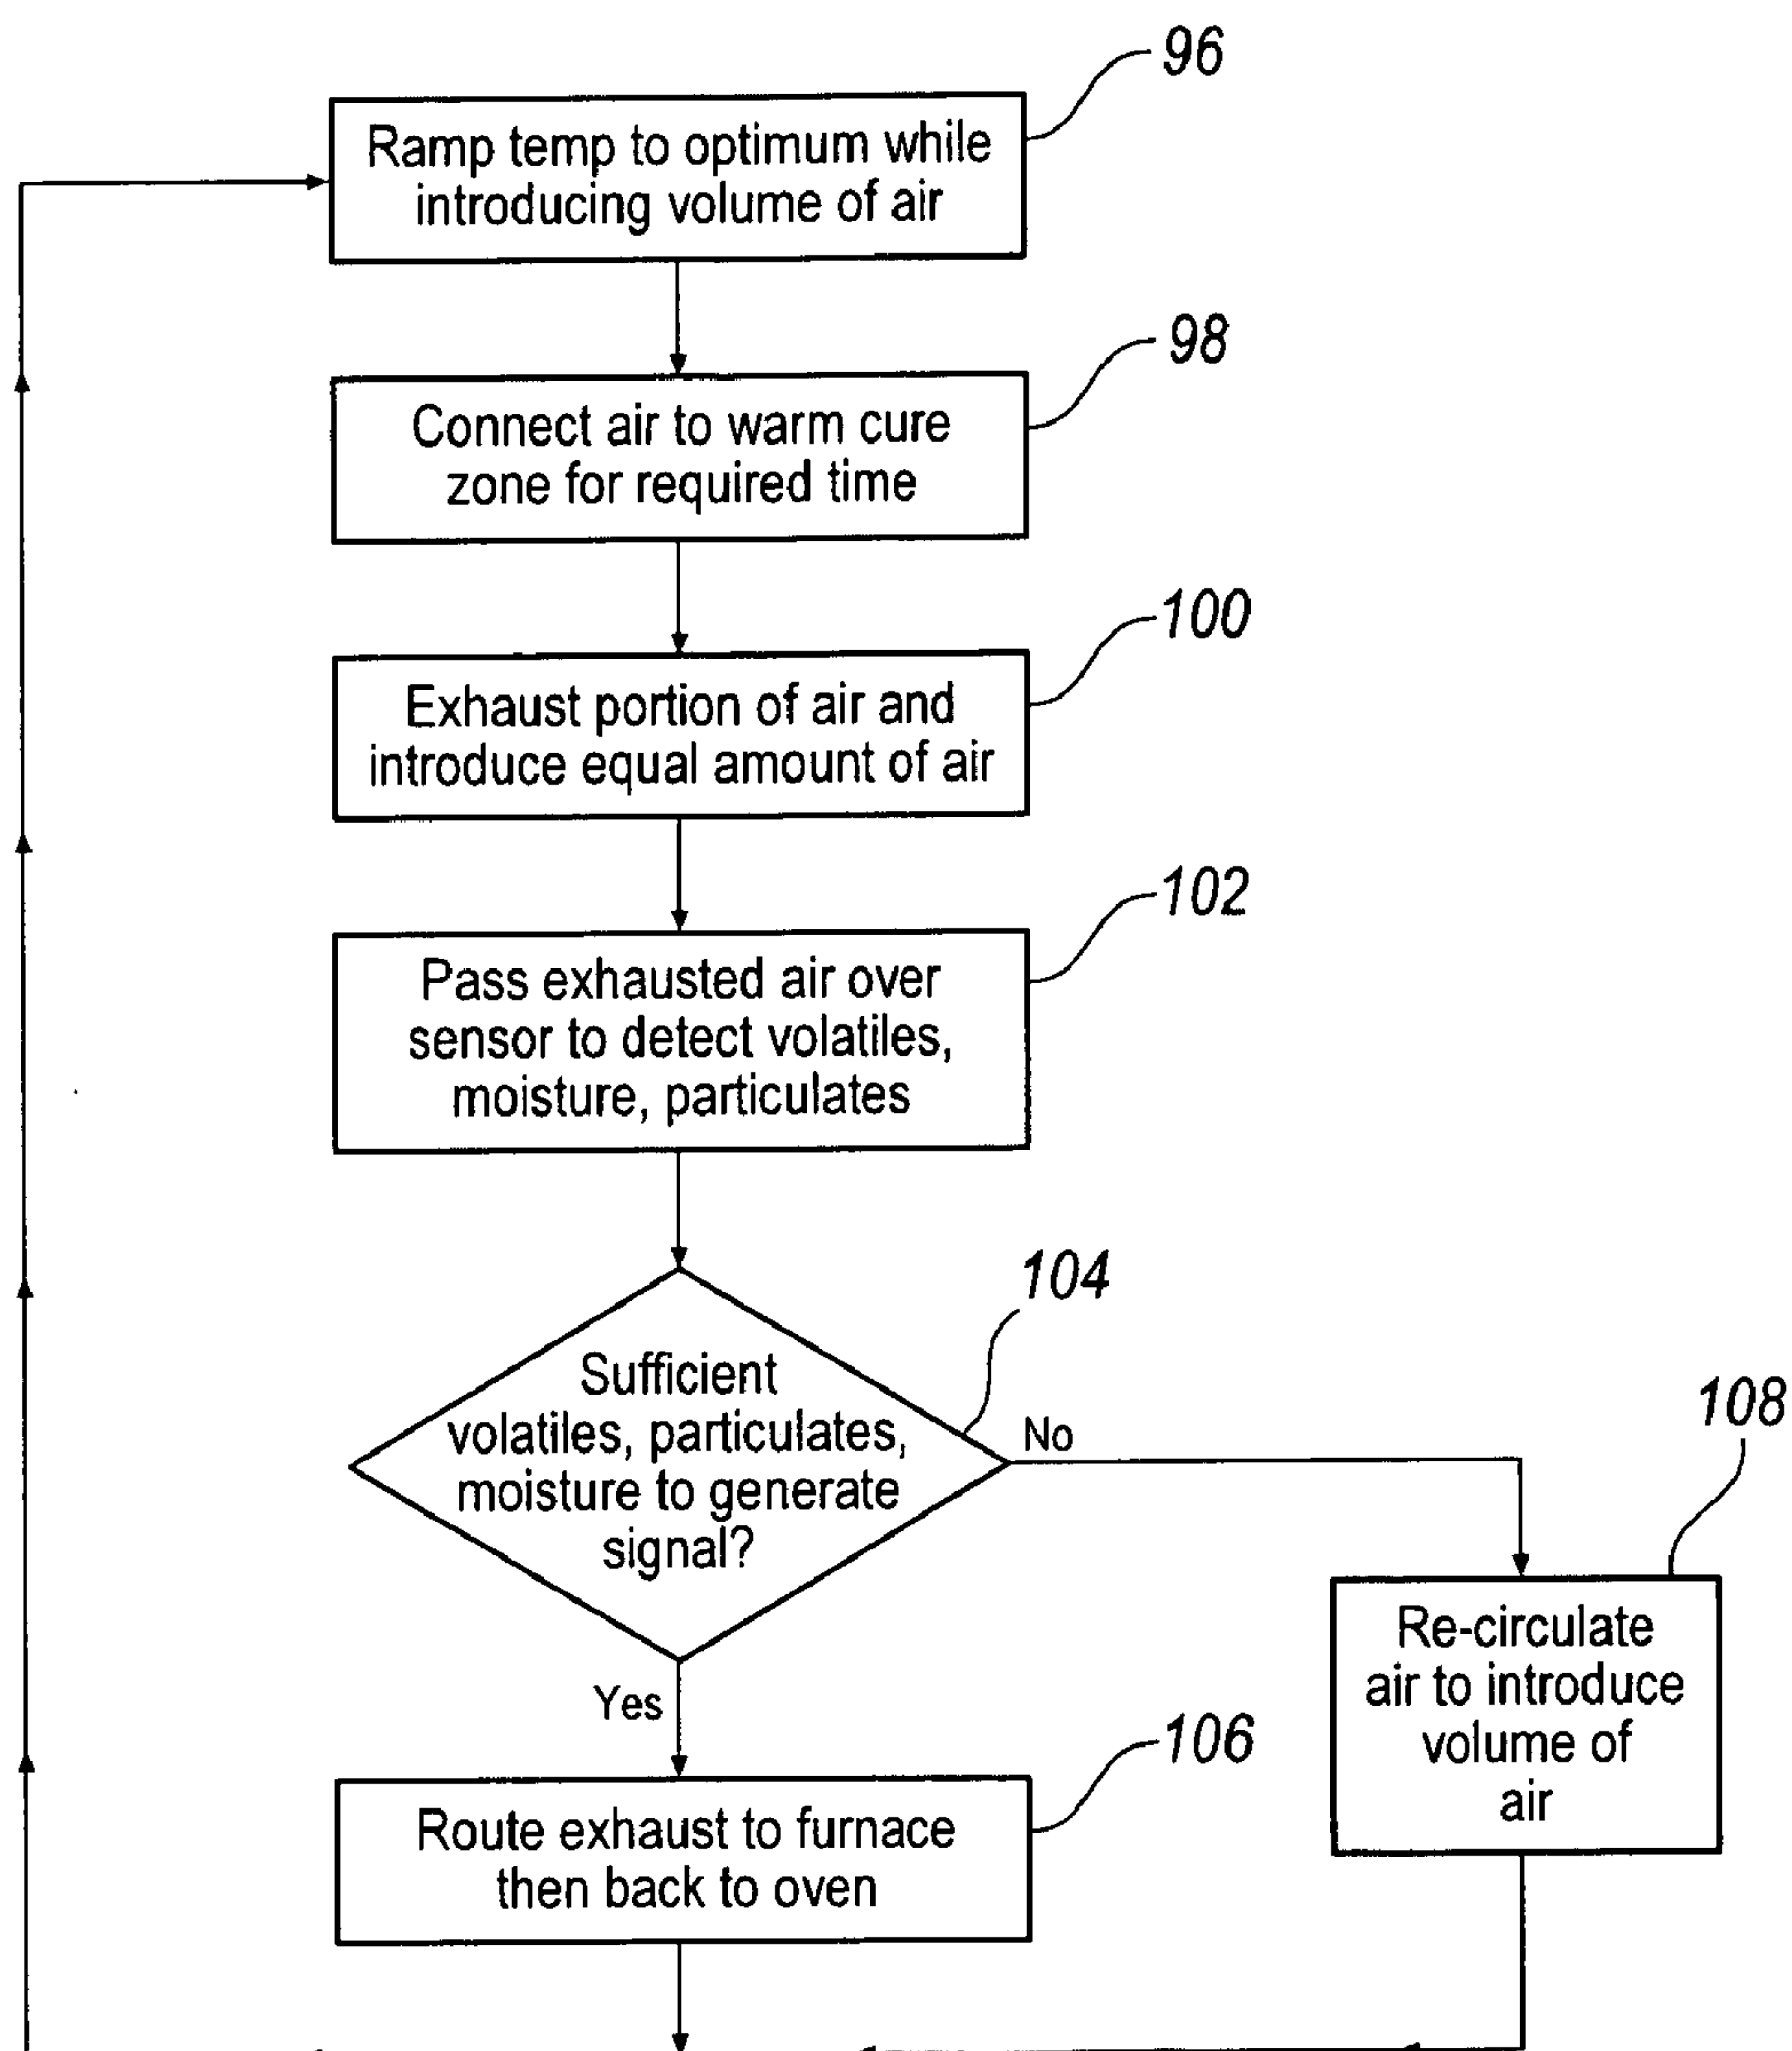 96
Ramp temp to optimum while
introducing volume of air
98
Connect air to warm cure
zone for required time
100
Exhaust portion of air and
introduce equal amount of air
102
Pass exhausted air over
sensor to detect volatiles,
moisture, particulates
104
Sufficient
volatiles, particulates,
moisture to generate
signal?
No
108
Re-circulate
air to introduce
volume of
air
Yes
106
Route exhaust to furnace
then back to oven